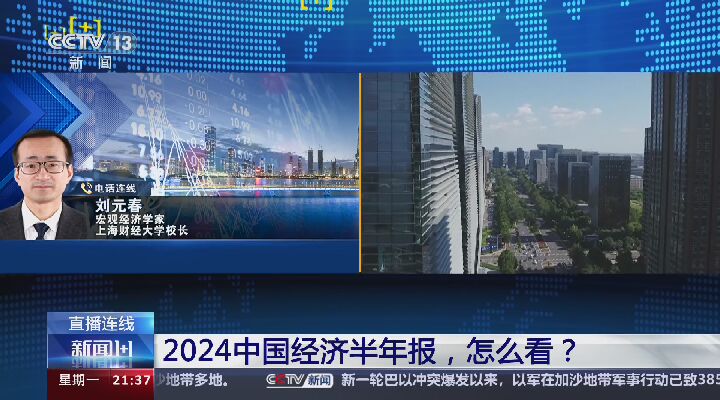 [+]
CCTV 13
新闻
电话连线
刘元春
宏观经济学家
上海财经大学校长
直播连线
新闻[1+]
2024中国经济半年报，怎么看？
星期一 21:37
沙地带多地。 CCTV新闻 新一轮巴以冲突爆发以来，以军在加沙地带军事行动已致385